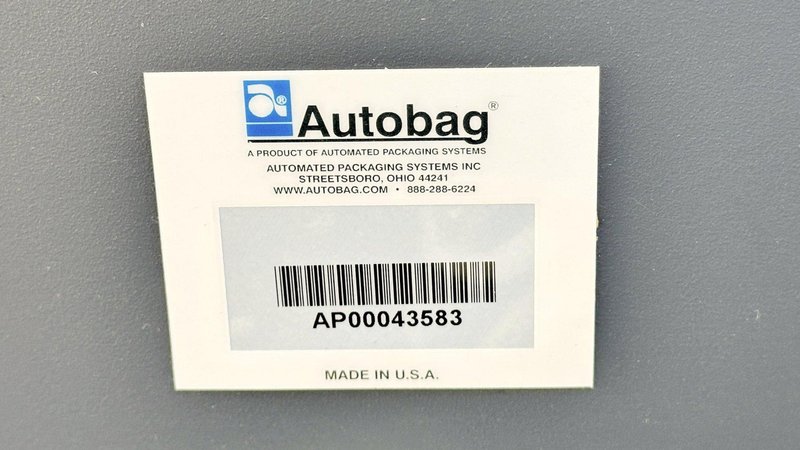 a®
Autobag®
A PRODUCT OF AUTOMATED PACKAGING SYSTEMS
AUTOMATED PACKAGING SYSTEMS INC
STREETSBORO, OHIO 44241
WWW.AUTOBAG.COM • 888-288-6224
AP00043583
MADE IN U.S.A.